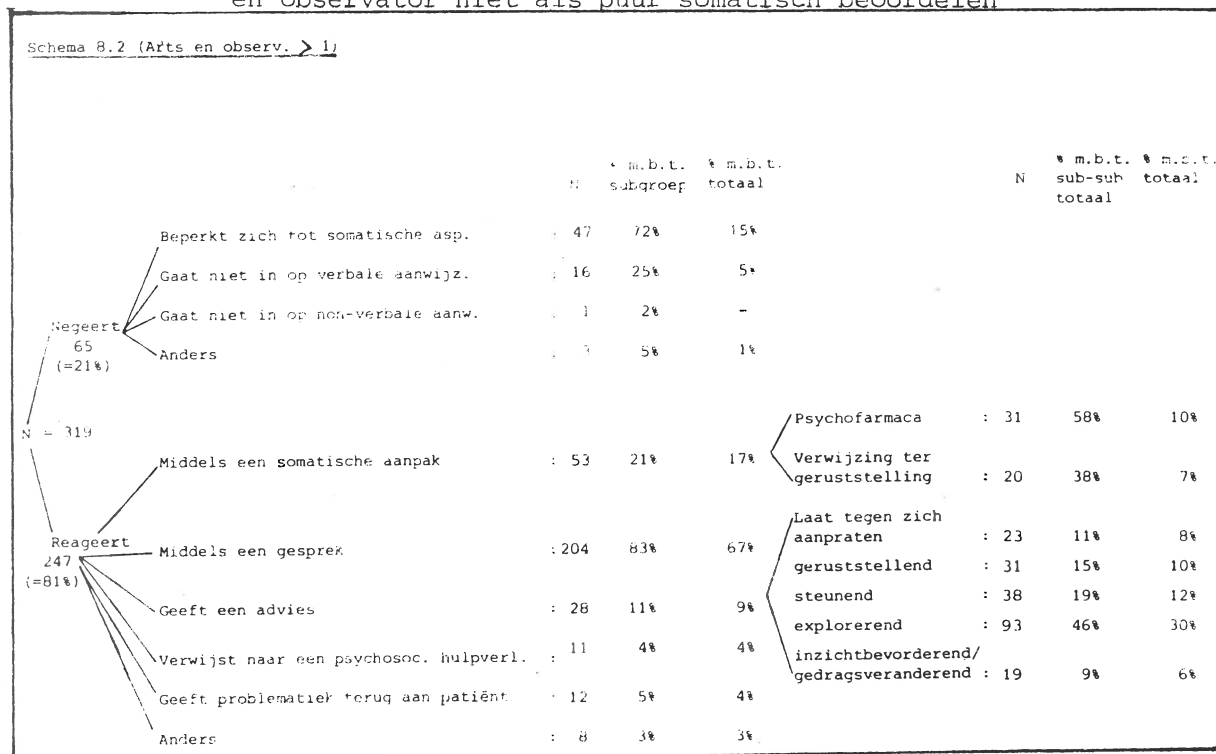 en observator niet als puur somatisch beoordelen
Schema 8.2 (Arts en observ. > 1)
% m.b.t. % m.b.t. % m.b.t. % m.b.t.
N subgroep totaal N sub-sub totaal
totaal
Beperkt zich tot somatische asp. : 47 72% 15%
Gaat niet in op verbale aanwijz. : 16 25% 5%
Gaat niet in op non-verbale aanw. : 1 2% -
Negeert
65
(=21%)
Anders : 3 5% 1%
N = 319
Psychofarmaca : 31 58% 10%
Middels een somatische aanpak : 53 21% 17%
Verwijzing ter
geruststelling : 20 38% 7%
Reageert
247
(=81%)
Middels een gesprek : 204 83% 67%
Laat tegen zich
aanpraten : 23 11% 8%
geruststellend : 31 15% 10%
steunend : 38 19% 12%
explorerend : 93 46% 30%
inzichtbevorderend/
gedragsveranderend : 19 9% 6%
Geeft een advies : 28 11% 9%
Verwijst naar een psychosoc. hulpverl. : 11 4% 4%
Geeft problematiek terug aan patiënt : 12 5% 4%
Anders : 8 3% 3%